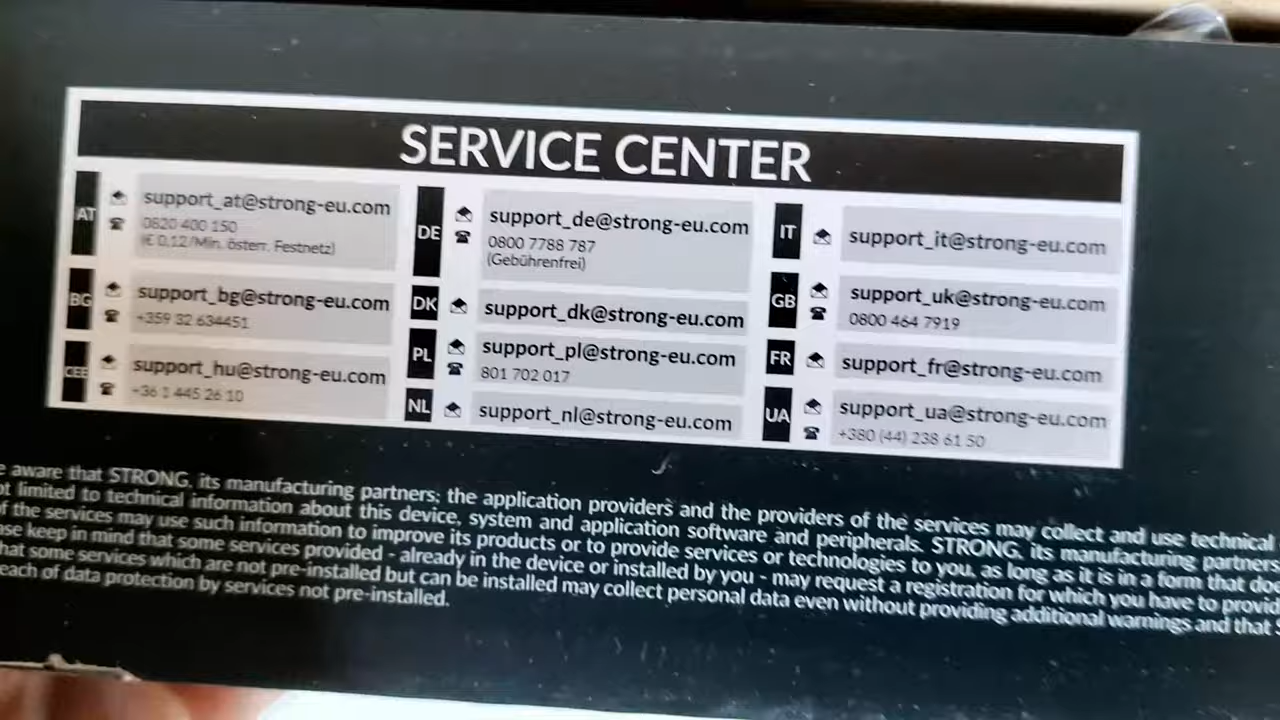 SERVICE CENTER
AT
support_at@strong-eu.com
0820 400 150
(€ 0,12/Min. österr. Festnetz)
BG
support_bg@strong-eu.com
+359 32 634451
CEE
support_hu@strong-eu.com
+36 1 445 26 10
DE
support_de@strong-eu.com
0800 7788 787
(Gebührenfrei)
DK
support_dk@strong-eu.com
PL
support_pl@strong-eu.com
801 702 017
NL
support_nl@strong-eu.com
IT
support_it@strong-eu.com
GB
support_uk@strong-eu.com
0800 464 7919
FR
support_fr@strong-eu.com
UA
support_ua@strong-eu.com
+380 (44) 238 61 50
e aware that STRONG, its manufacturing partners; the application providers and the providers of the services may collect and use technical
ot limited to technical information about this device, system and application software and peripherals. STRONG, its manufacturing partners
of the services may use such information to improve its products or to provide services or technologies to you, as long as it is in a form that doe
ase keep in mind that some services provided - already in the device or installed by you - may request a registration for which you have to provid
hat some services which are not pre-installed but can be installed may collect personal data even without providing additional warnings and that S
each of data protection by services not pre-installed.